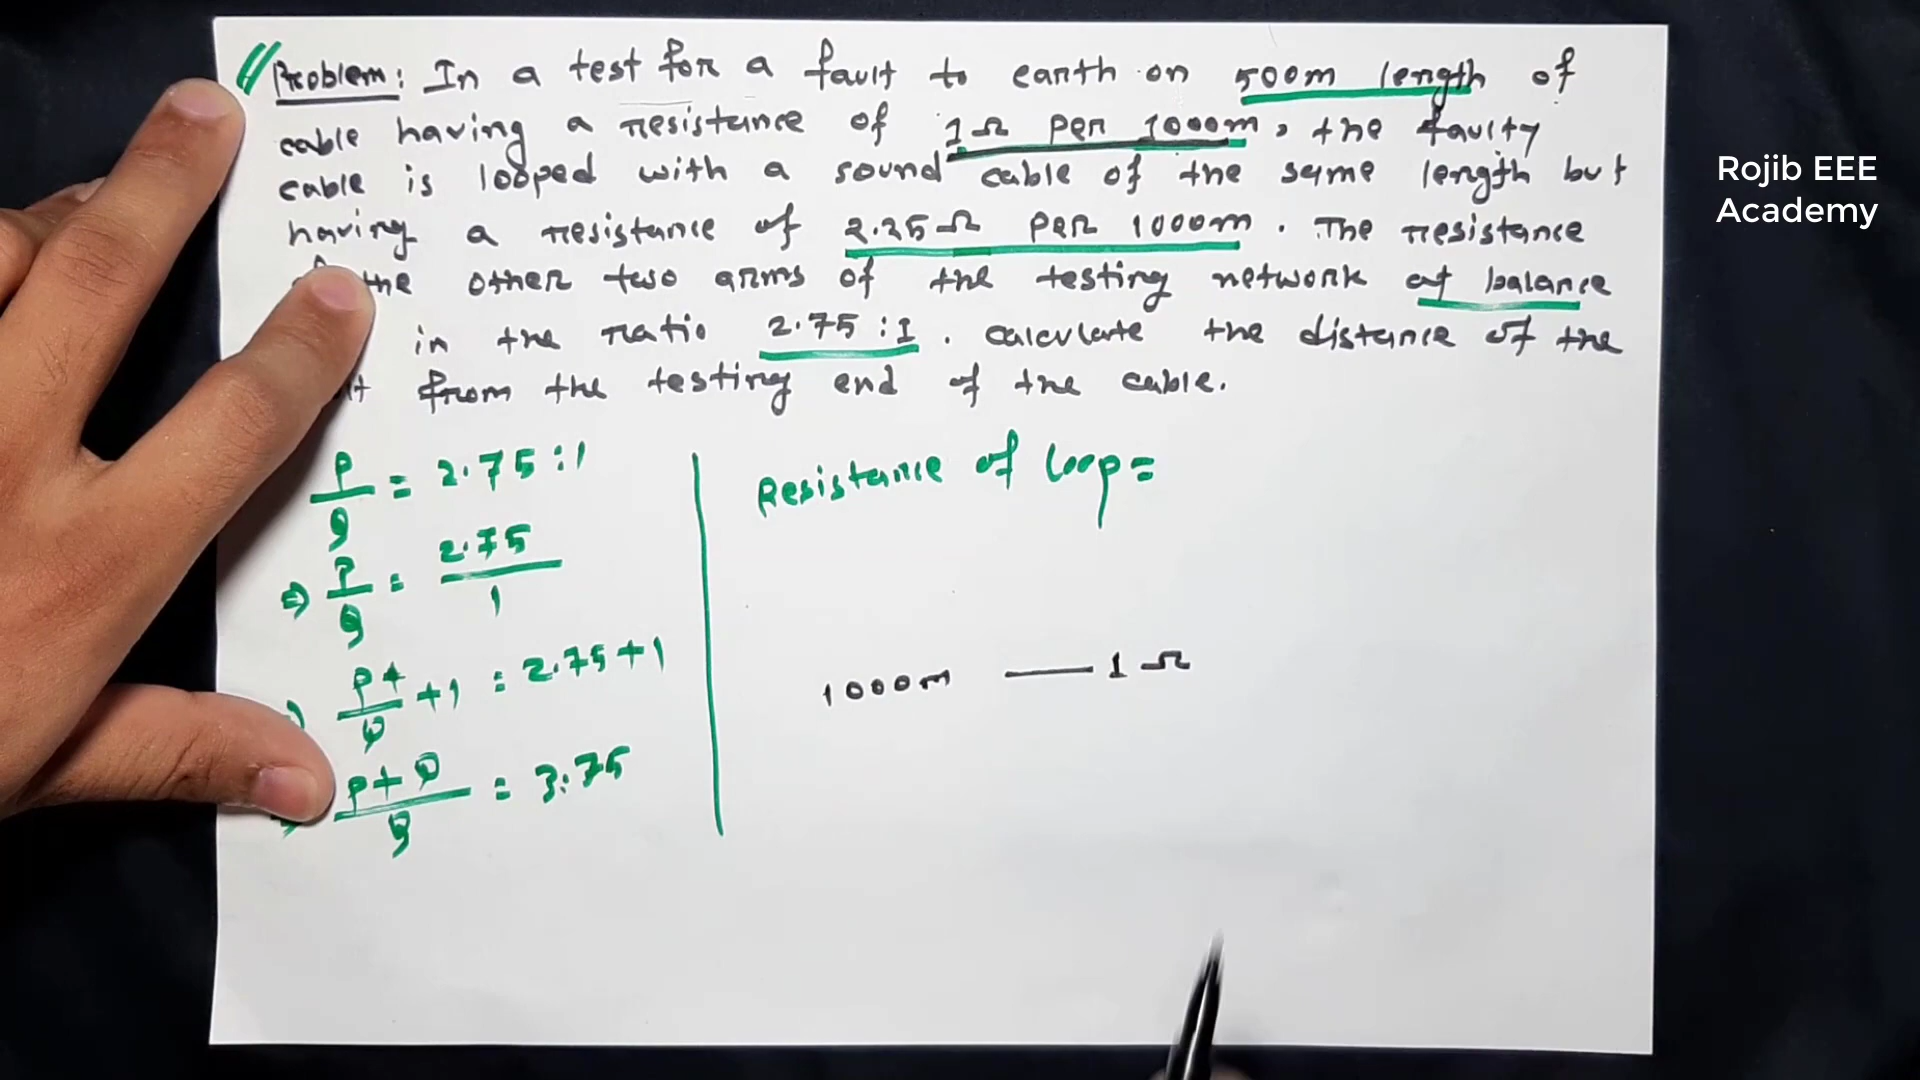 Problem: In a test for a fault to earth on 500m length of
cable having a resistance of 1Ω per 1000m, the faulty
cable is looped with a sound cable of the same length but
having a resistance of 2.25Ω per 1000m. The resistance
the other two arms of the testing network at balance
in the ratio 2.75:1. calculate the distance of the
from the testing end of the cable.
P/Q = 2.75:1
⇒ P/Q = 2.75/1
P+/Q +1 = 2.75+1
P+Q/Q = 3.75
Resistance of loop =
1000m — 1 Ω
Rojib EEE
Academy